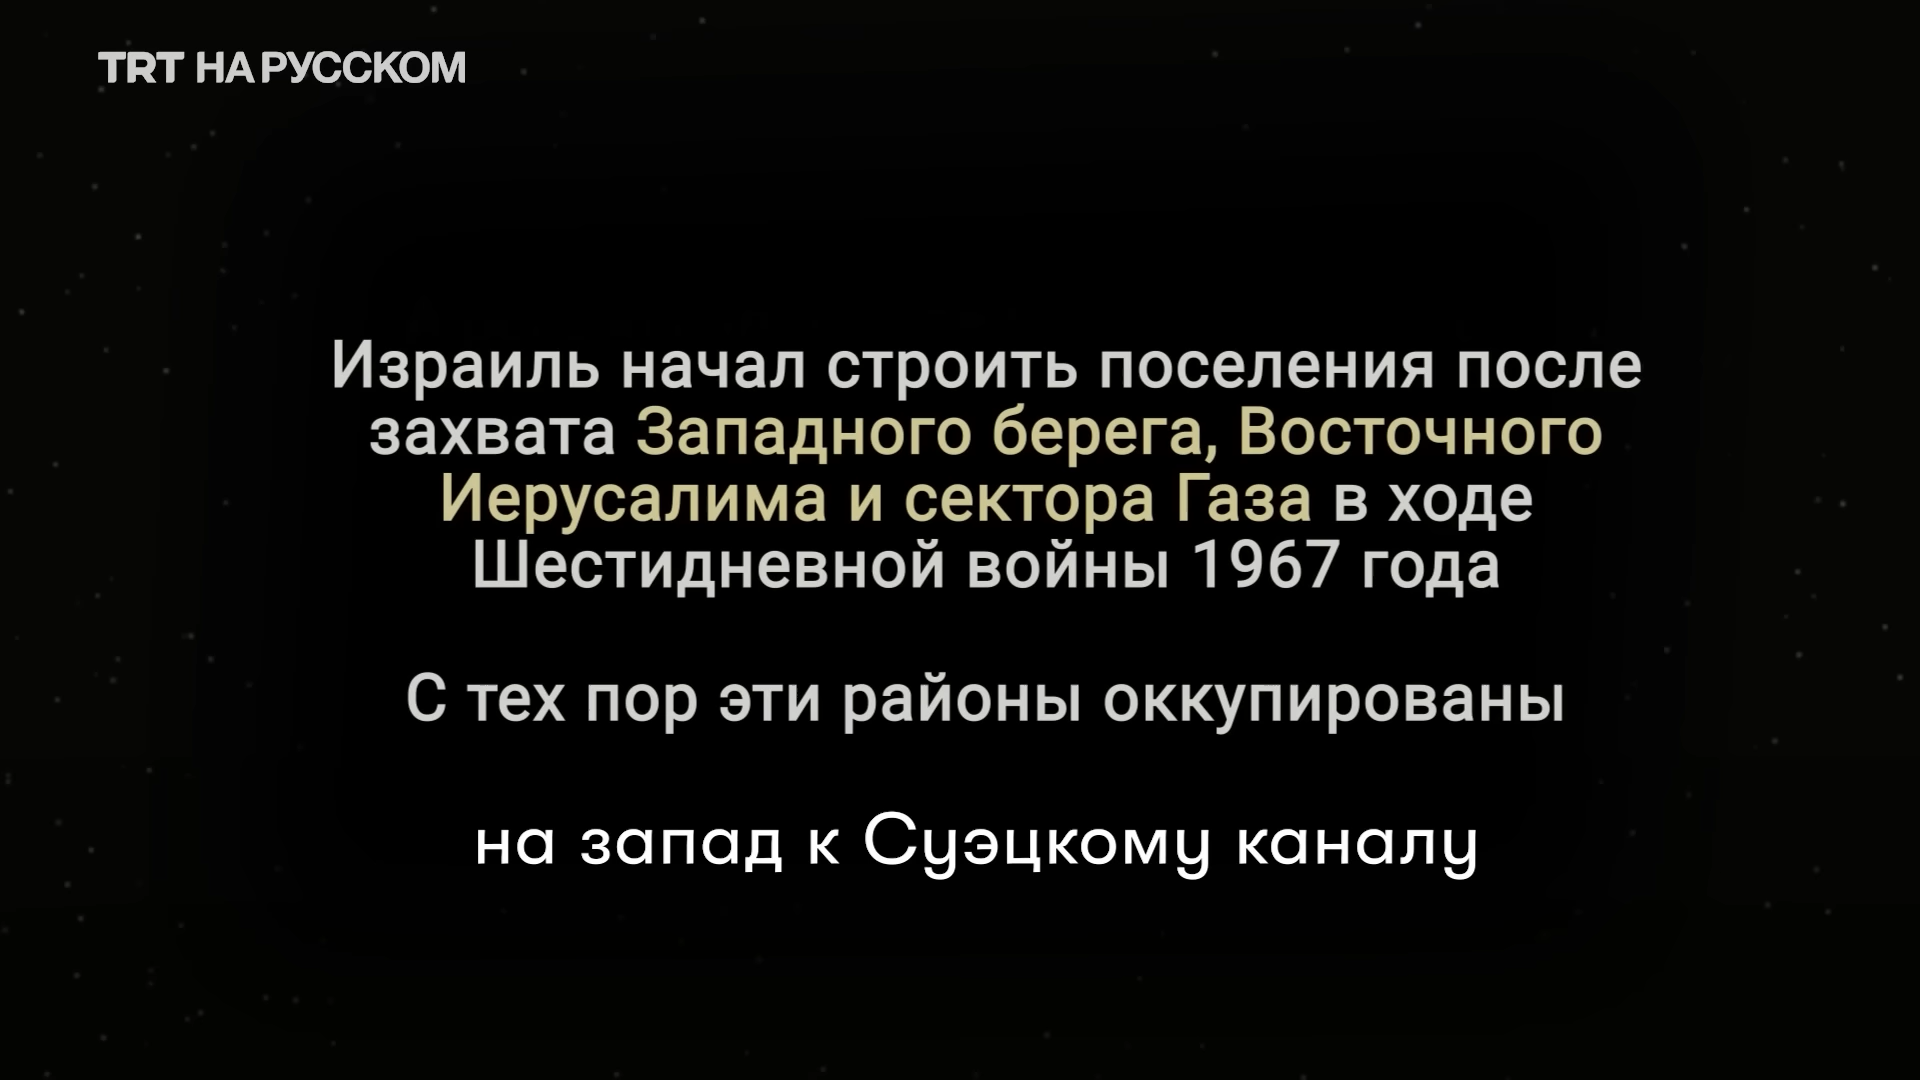 TRT НА РУССКОМ
Израиль начал строить поселения после
захвата Западного берега, Восточного
Иерусалима и сектора Газа в ходе
Шестидневной войны 1967 года
С тех пор эти районы оккупированы
на запад к Суэцкому каналу